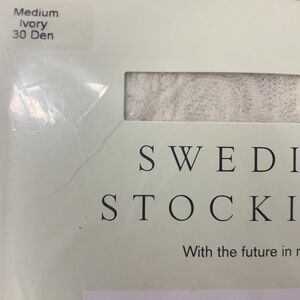 Medium
Ivory
30 Den
SWEDI
STOCKI
With the future in